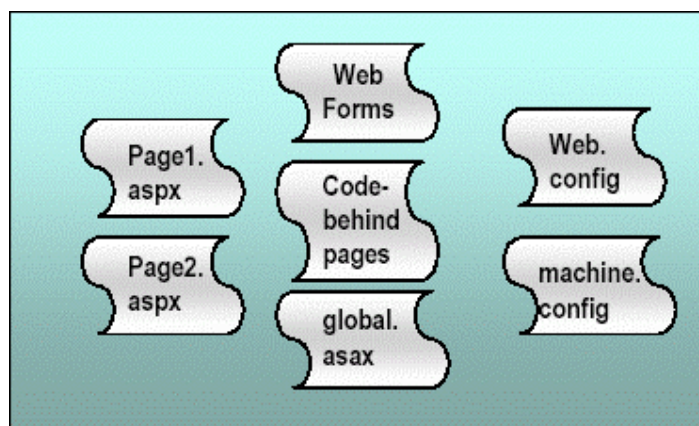 Page1.
aspx
Page2.
aspx
Web
Forms
Code-
behind
pages
global.
asax
Web.
config
machine.
config